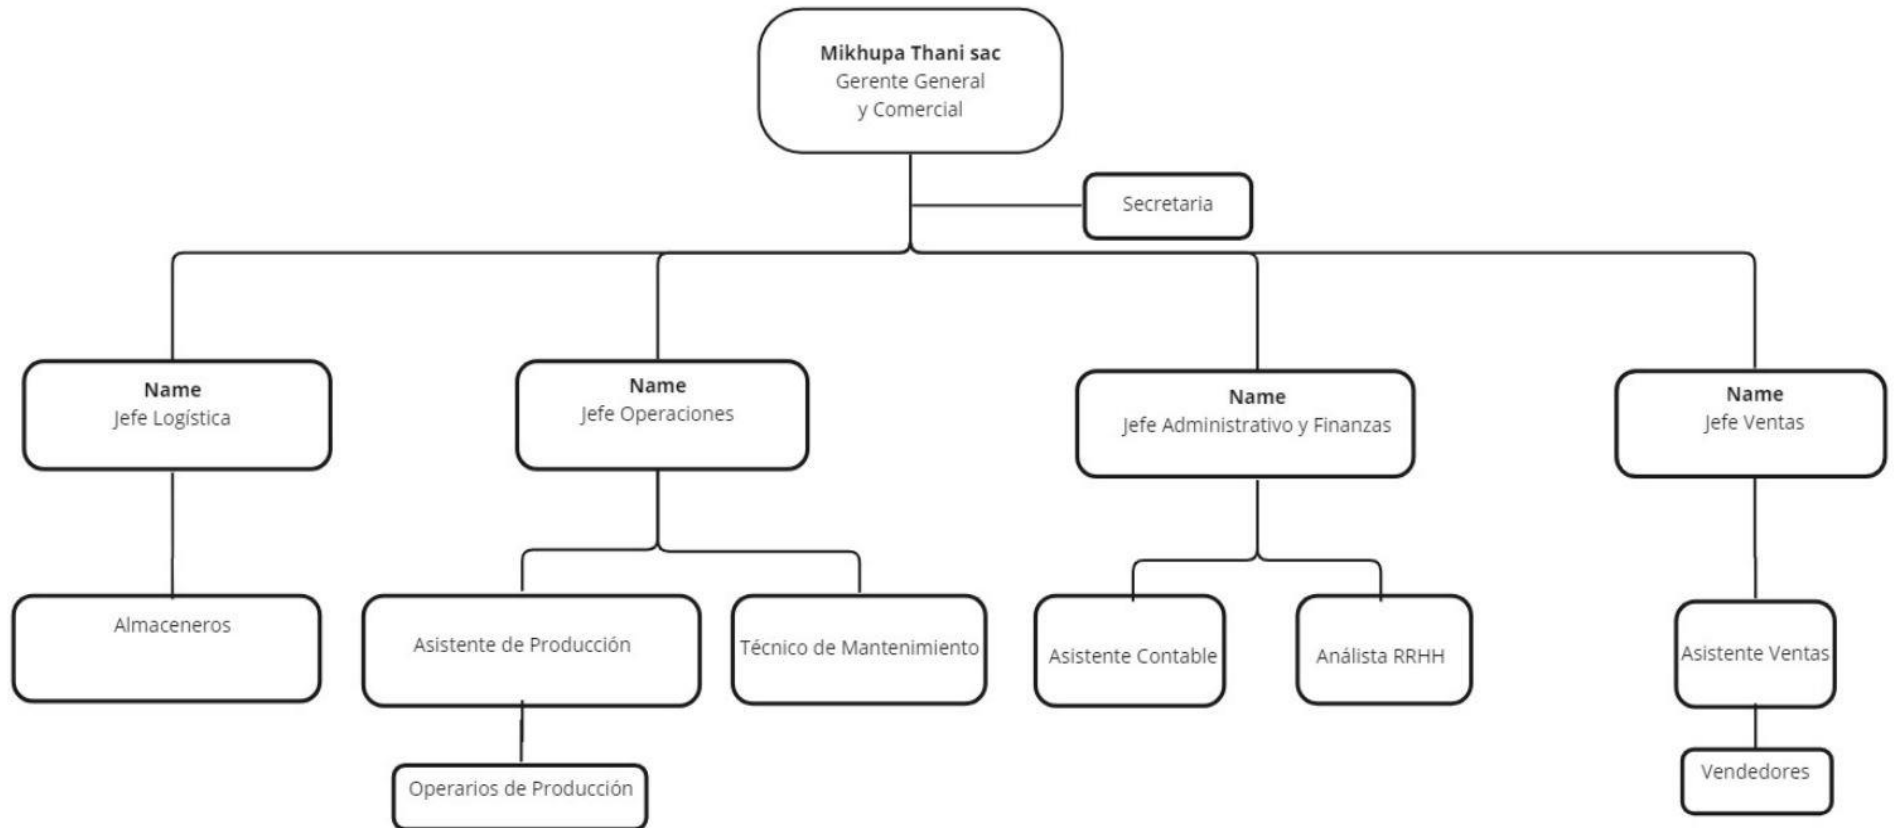 Mikhupa Thani sac
Gerente General
y Comercial
Secretaria
Name
Jefe Logística
Name
Jefe Operaciones
Name
Jefe Administrativo y Finanzas
Name
Jefe Ventas
Almaceneros
Asistente de Producción
Técnico de Mantenimiento
Asistente Contable
Análista RRHH
Asistente Ventas
Operarios de Producción
Vendedores